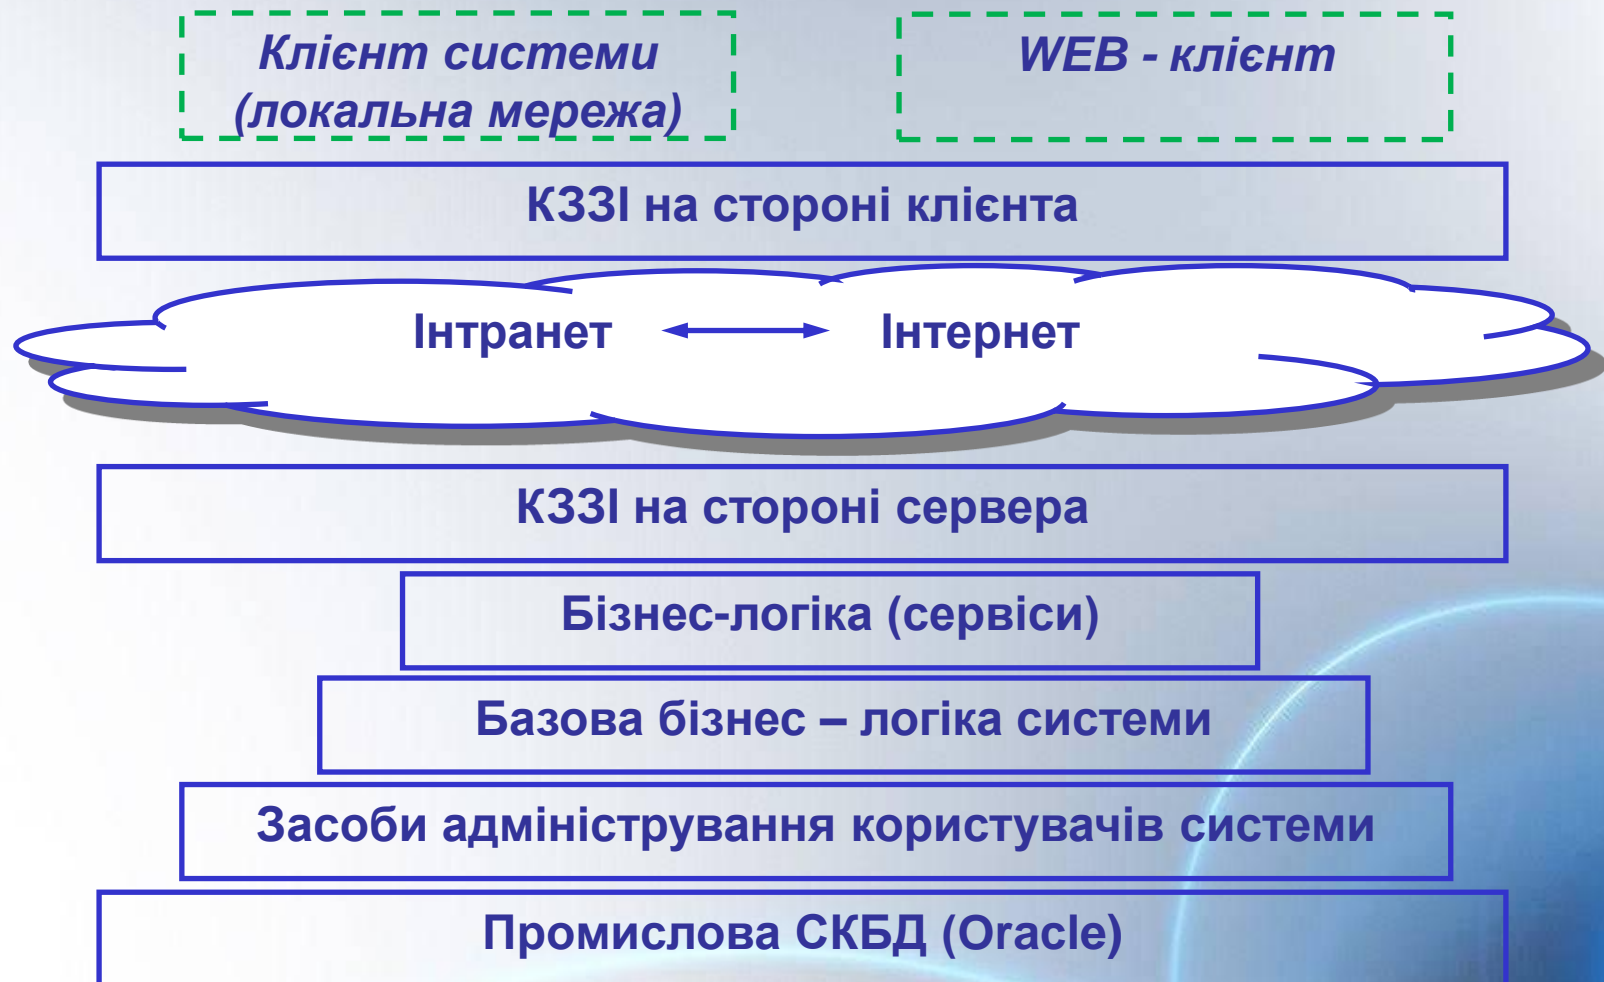 Клієнт системи
(локальна мережа)
WEB - клієнт
КЗЗІ на стороні клієнта
Інтранет
Інтернет
КЗЗІ на стороні сервера
Бізнес-логіка (сервіси)
Базова бізнес – логіка системи
Засоби адміністрування користувачів системи
Промислова СКБД (Oracle)